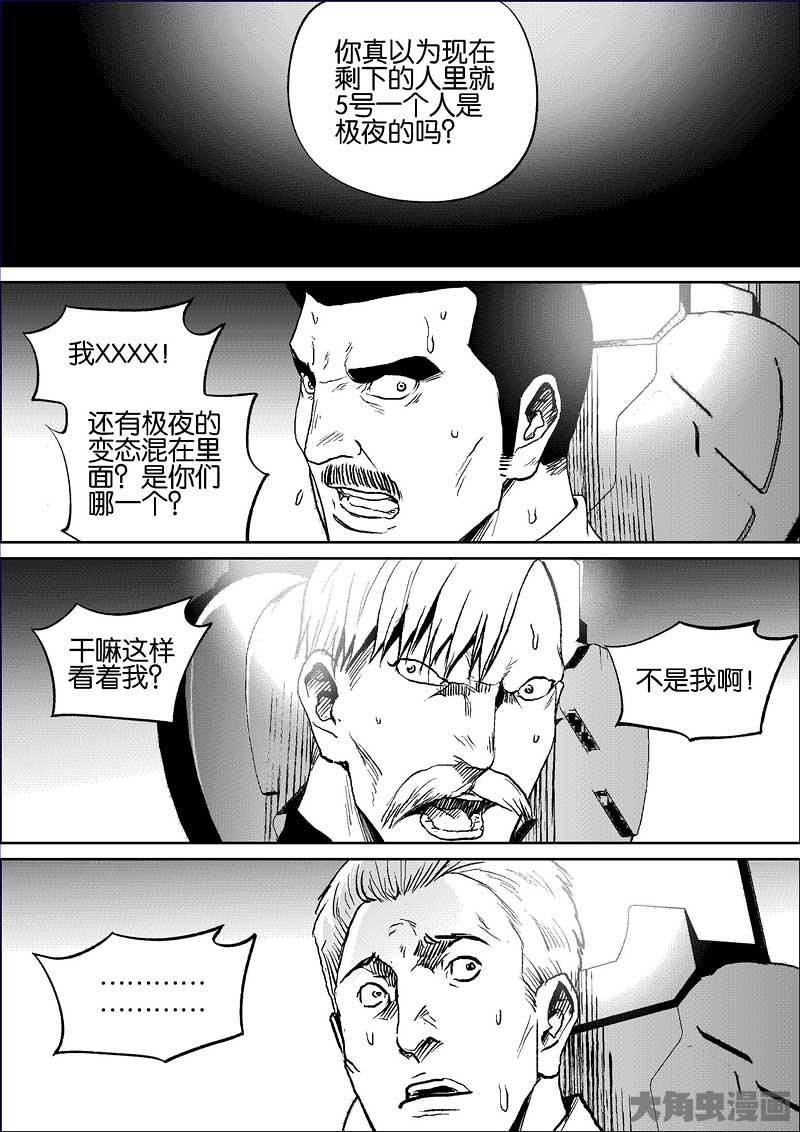 你真以为现在
剩下的人里就
5号一个人是
极夜的吗？
我XXXX！
还有极夜的
变态混在里
面？是你们
哪一个？
干嘛这样
看着我？
不是我啊！
…………
…………
大角虫漫画